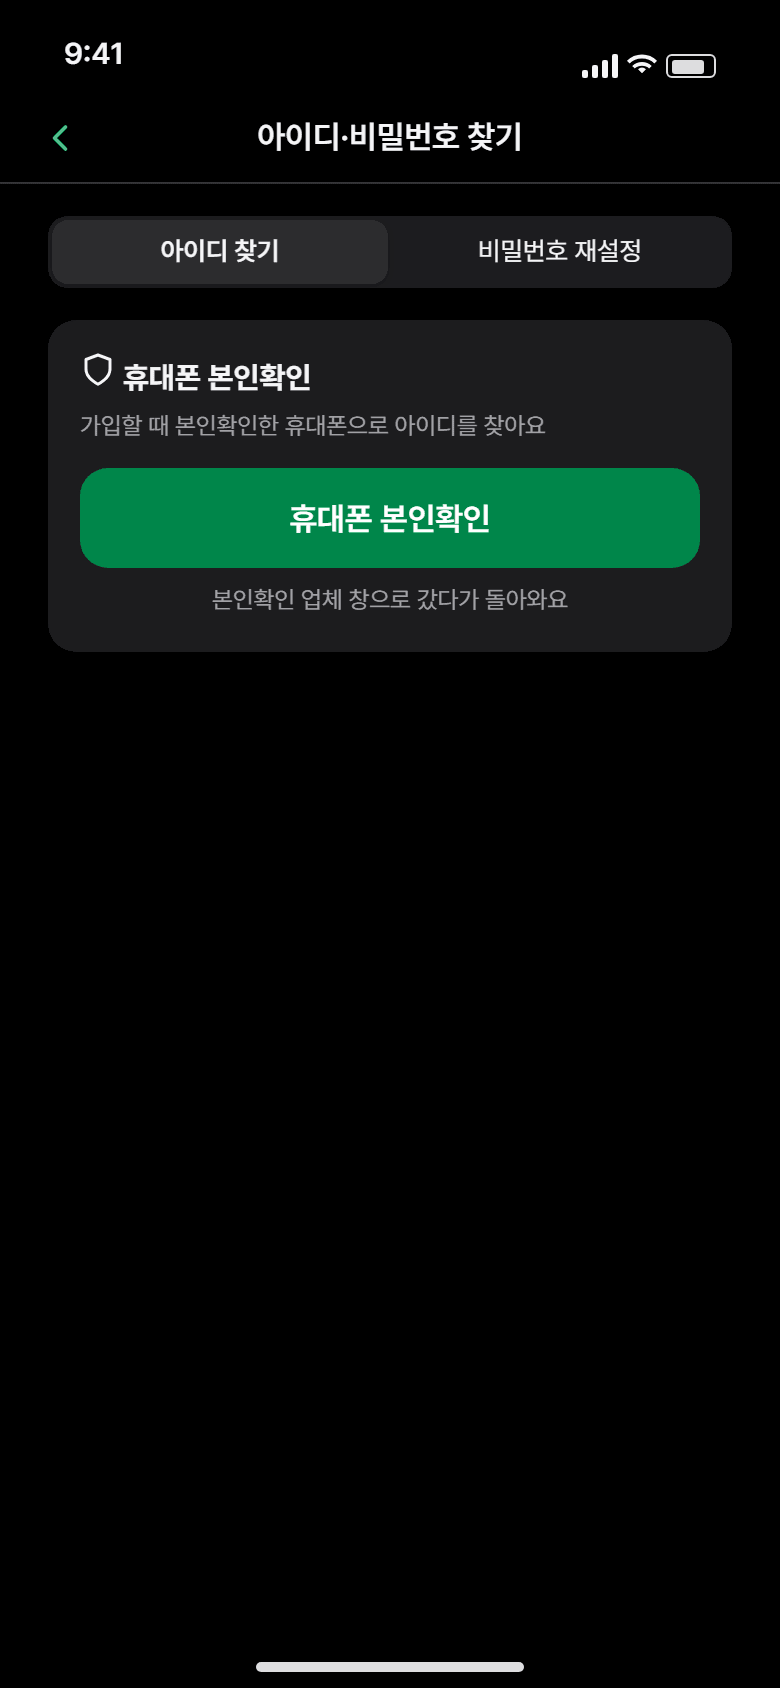 9:41
아이디·비밀번호 찾기
아이디 찾기
비밀번호 재설정
휴대폰 본인확인
가입할 때 본인확인한 휴대폰으로 아이디를 찾아요
휴대폰 본인확인
본인확인 업체 창으로 갔다가 돌아와요